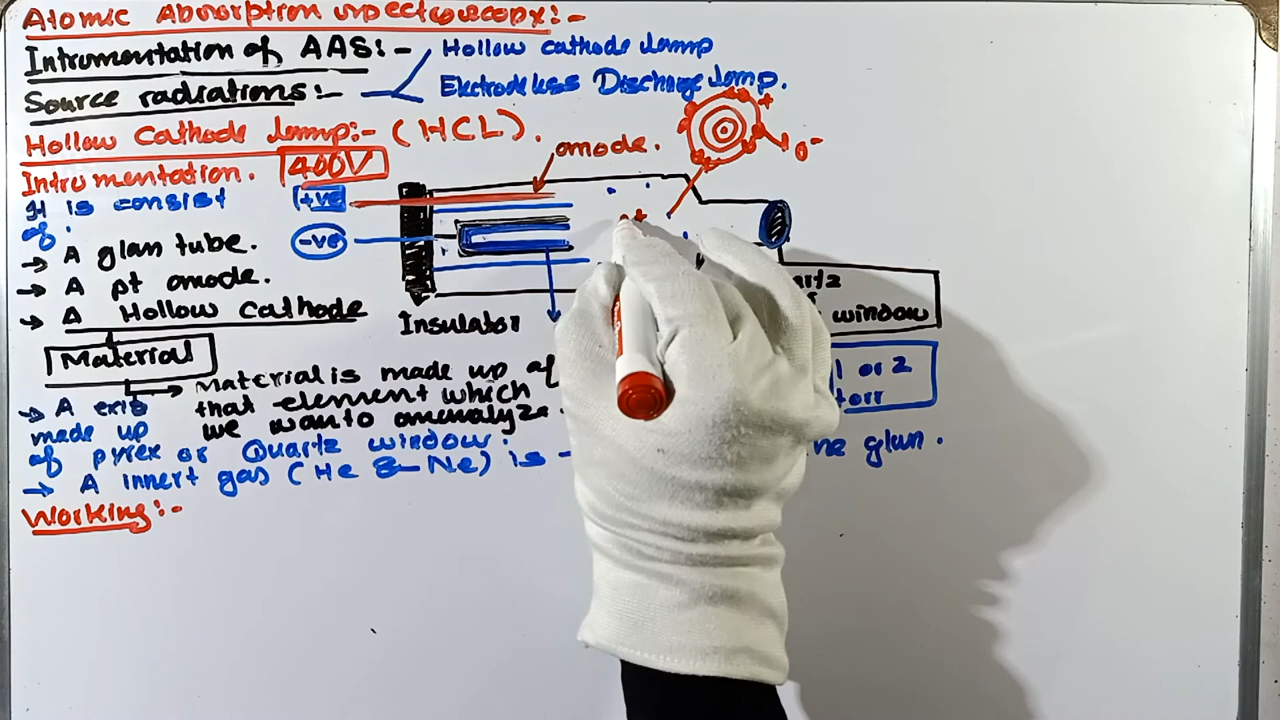 Atomic Absorption spectroscopy:-
Intrumentation of AAS:- Hollow cathode lamp
Source radiations:- Electrodeless Discharge lamp.
Hollow Cathode lamp:- (HCL).
anode.
+
e-
Intrumentation. 400V
It is consist +ve
of:
-ve
+
→ A glass tube.
→ A pt anode.
→ A Hollow cathode
Insulator
window
Material
→ Material is made up of
that element which
we want to
1 or 2
torr
→ A
made up
of pyrex or Quartz window.
→ A innert gas (He & Ne) is
glass.
Working:-